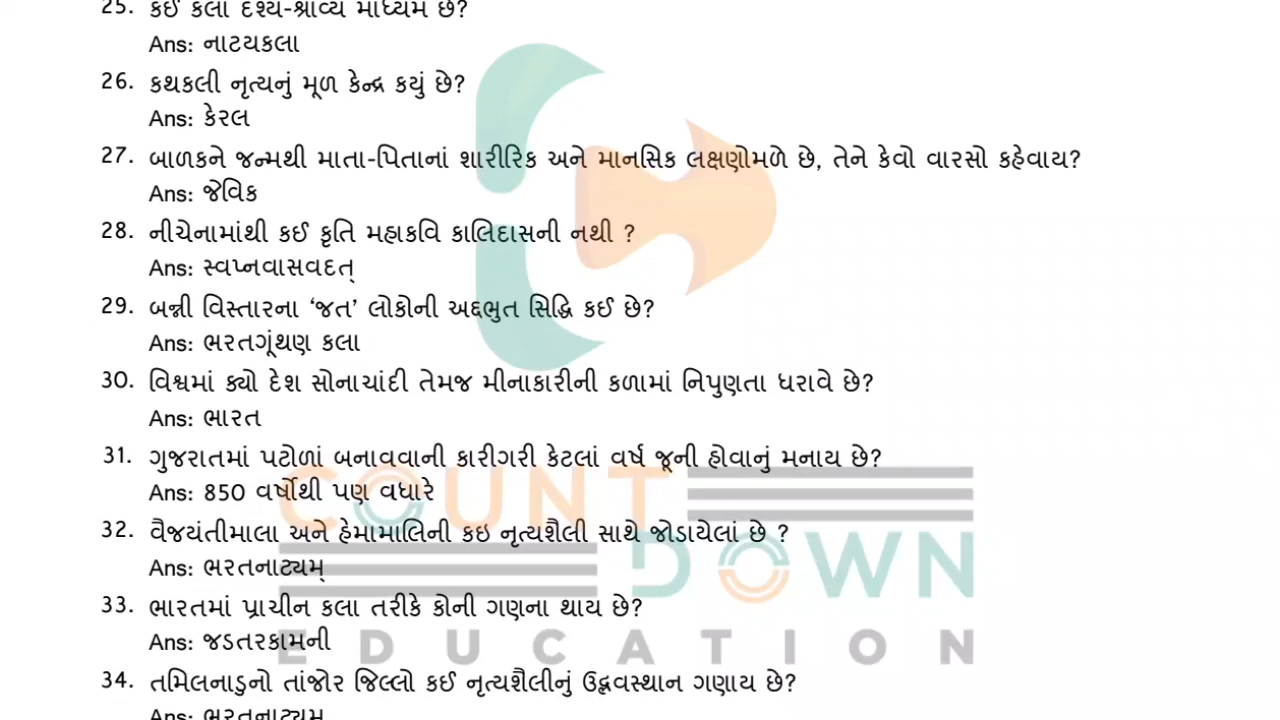 25. કઈ કલા દૃશ્ય-શ્રાવ્ય માધ્યમ છે?
Ans: નાટયકલા
26. કથકલી નૃત્યનું મૂળ કેન્દ્ર કયું છે?
Ans: કેરલ
27. બાળકને જન્મથી માતા-પિતાનાં શારીરિક અને માનસિક લક્ષણોમળે છે, તેને કેવો વારસો કહેવાય?
Ans: જૈવિક
28. નીચેનામાંથી કઈ કૃતિ મહાકવિ કાલિદાસની નથી ?
Ans: સ્વપ્નવાસવદત્
29. બન્ની વિસ્તારના ‘જત’ લોકોની અદ્દભુત સિદ્ધિ કઈ છે?
Ans: ભરતગૂંથણ કલા
30. વિશ્વમાં ક્યો દેશ સોનાચાંદી તેમજ મીનાકારીની કળામાં નિપુણતા ધરાવે છે?
Ans: ભારત
31. ગુજરાતમાં પટોળાં બનાવવાની કારીગરી કેટલાં વર્ષ જૂની હોવાનું મનાય છે?
Ans: 850 વર્ષોથી પણ વધારે
32. વૈજયંતીમાલા અને હેમામાલિની કઇ નૃત્યશૈલી સાથે જોડાયેલાં છે ?
Ans: ભરતનાટ્યમ્
33. ભારતમાં પ્રાચીન કલા તરીકે કોની ગણના થાય છે?
Ans: જડતરકામની
34. તમિલનાડુનો તાંજોર જિલ્લો કઈ નૃત્યશૈલીનું ઉદ્ભવસ્થાન ગણાય છે?
Ans: ભરતનાટ્યમ
COUNT
DOWN
EDUCATION